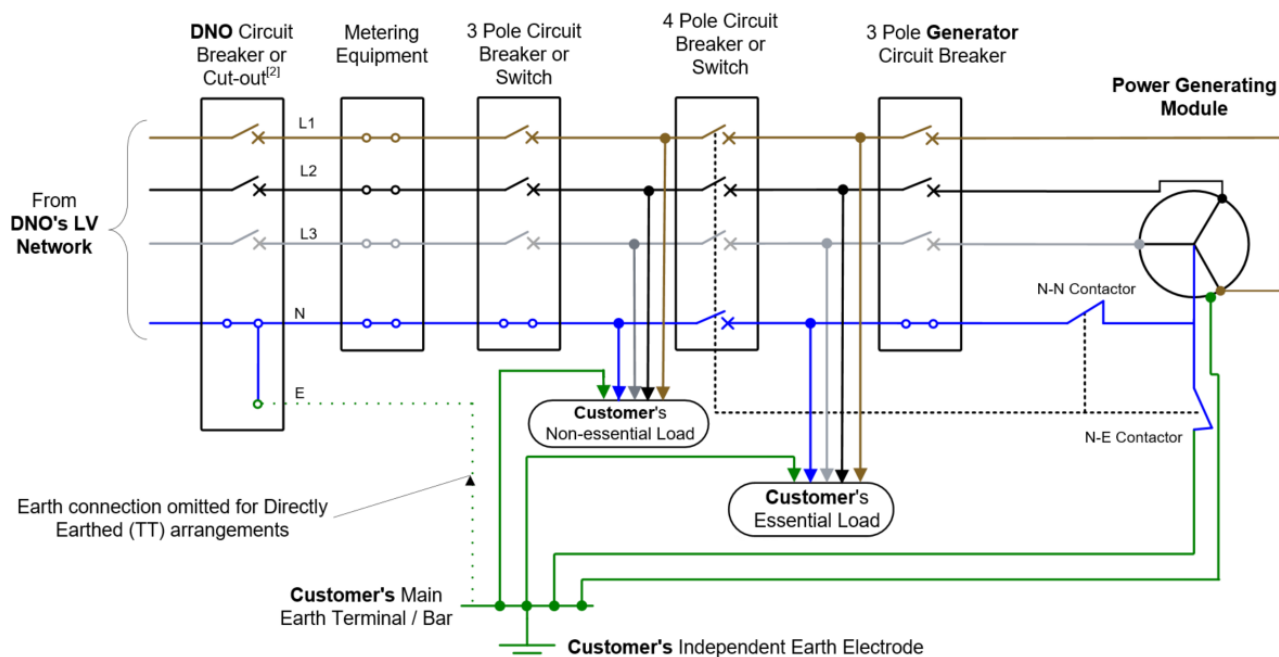 DNO Circuit
Breaker or
Cut-out[2]
Metering
Equipment
3 Pole Circuit
Breaker or
Switch
4 Pole Circuit
Breaker or
Switch
3 Pole Generator
Circuit Breaker
Power Generating
Module
L1
L2
From
DNO's LV
Network
L3
N-N Contactor
N
E
Customer's
Non-essential Load
N-E Contactor
Customer's
Essential Load
Earth connection omitted for Directly
Earthed (TT) arrangements
Customer's Main
Earth Terminal / Bar
Customer's Independent Earth Electrode